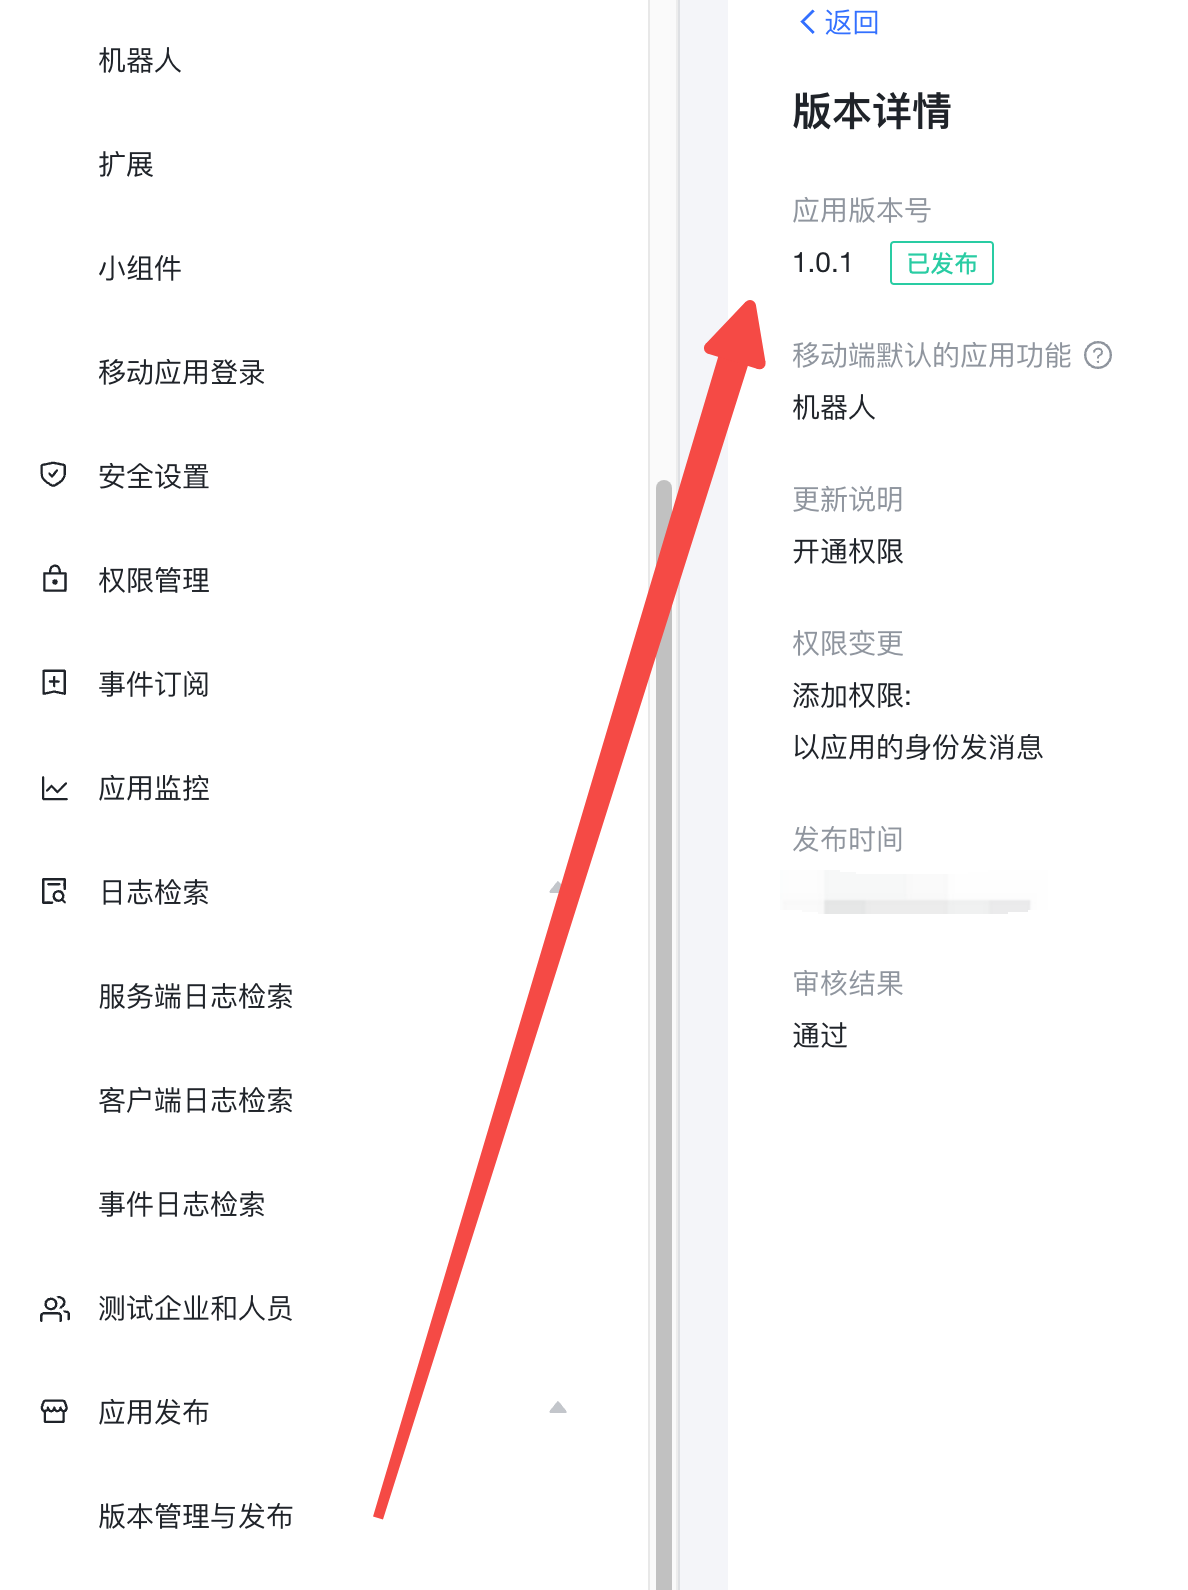 机器人
扩展
小组件
移动应用登录
安全设置
权限管理
事件订阅
应用监控
日志检索
服务端日志检索
客户端日志检索
事件日志检索
测试企业和人员
应用发布
版本管理与发布
返回
版本详情
应用版本号
1.0.1 已发布
移动端默认的应用功能
机器人
更新说明
开通权限
权限变更
添加权限:
以应用的身份发消息
发布时间
审核结果
通过